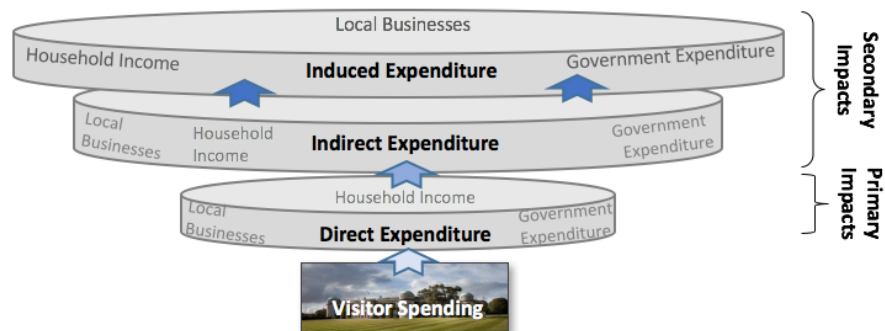 Local Businesses
Household Income
Government Expenditure
Induced Expenditure
Local
Businesses
Household
Income
Government
Expenditure
Indirect Expenditure
Household Income
Local
Businesses
Government
Expenditure
Direct Expenditure
Visitor Spending
Secondary
Impacts
Primary
Impacts